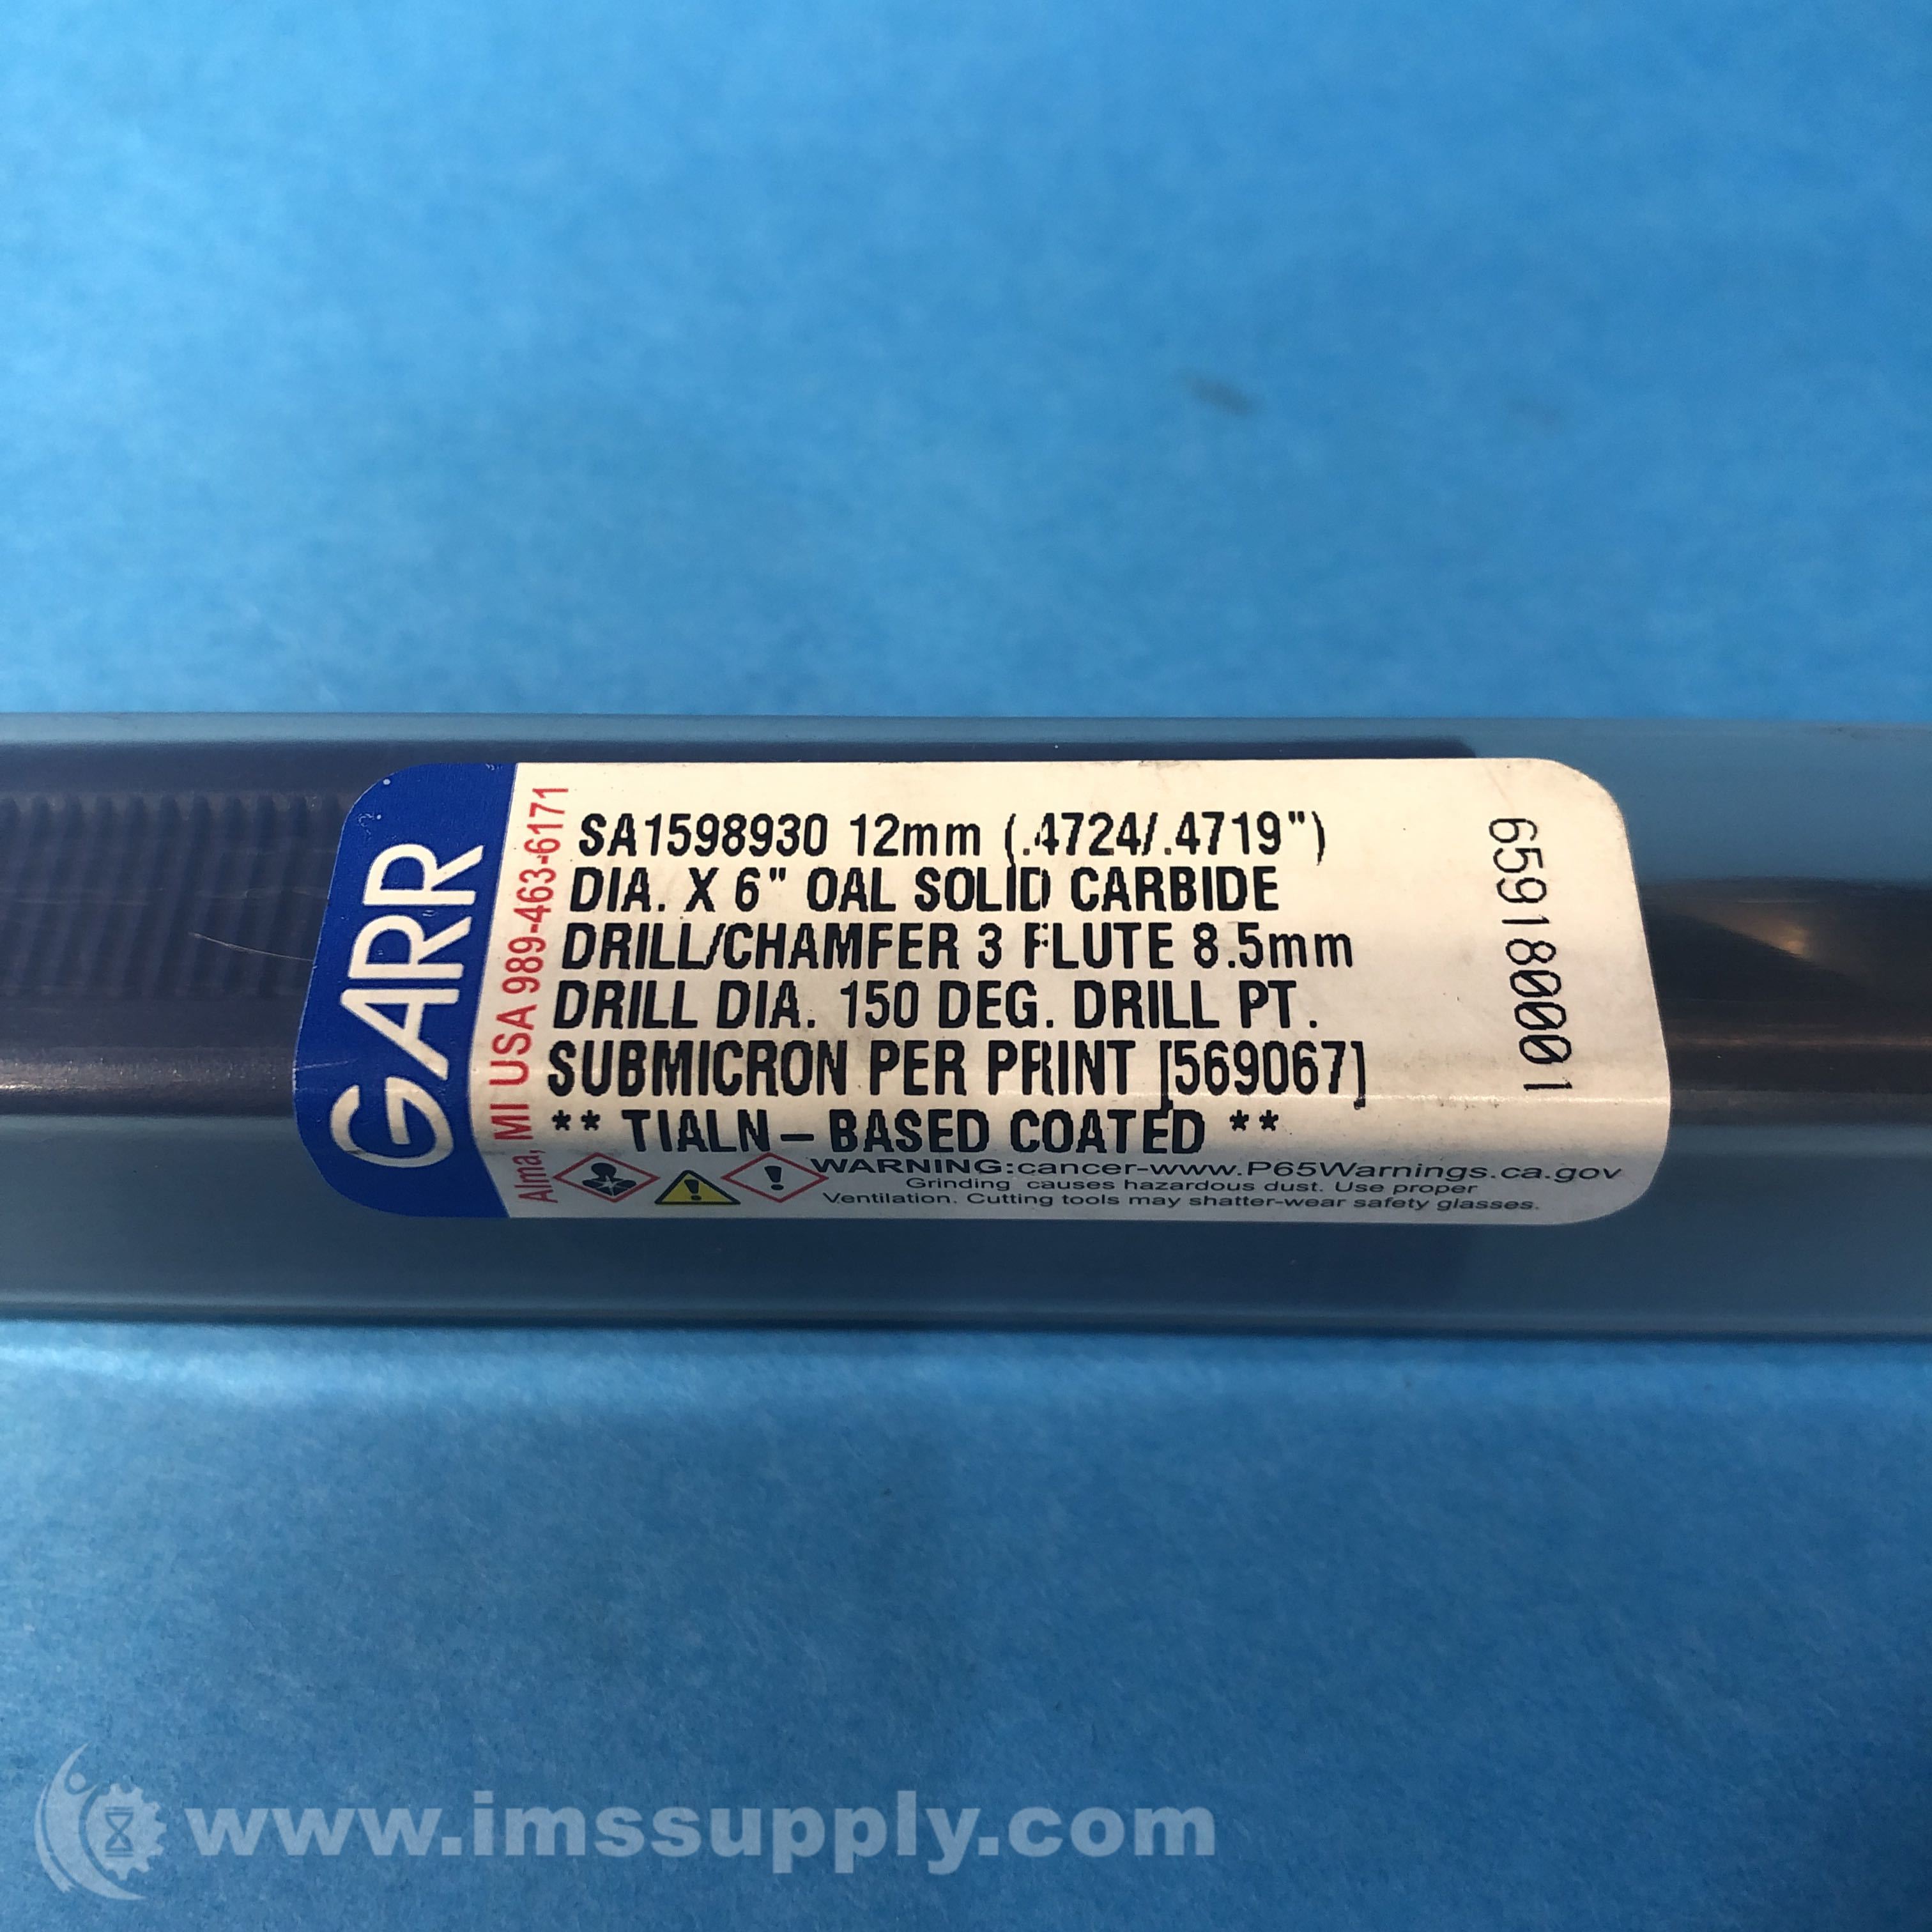 GARR
Alma, MI USA 989-463-6171
SA1598930 12mm (.4724/.4719")
DIA. X 6" OAL SOLID CARBIDE
DRILL/CHAMFER 3 FLUTE 8.5mm
DRILL DIA. 150 DEG. DRILL PT.
SUBMICRON PER PRINT [569067]
** TIALN-BASED COATED **
WARNING:cancer-www.P65Warnings.ca.gov
Grinding causes hazardous dust. Use proper
Ventilation. Cutting tools may shatter-wear safety glasses.
659180001
www.imssupply.com